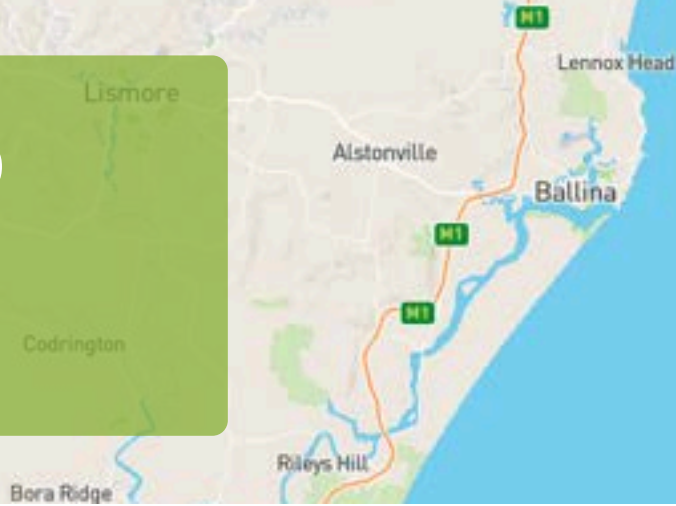 M1
Lennox Head
Lismore
Alstonville
Ballina
M1
M1
Codrington
Rileys Hill
Bora Ridge